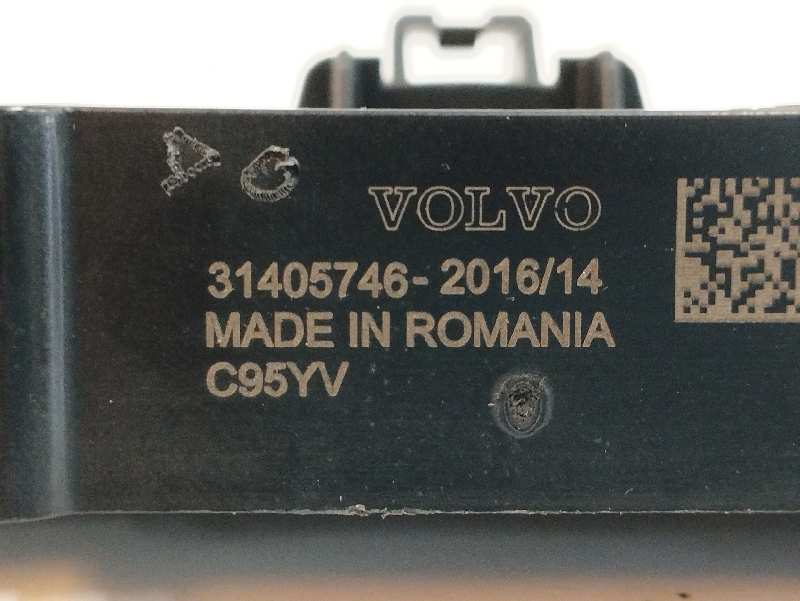 VOLVO
31405746-2016/14
MADE IN ROMANIA
C95YV